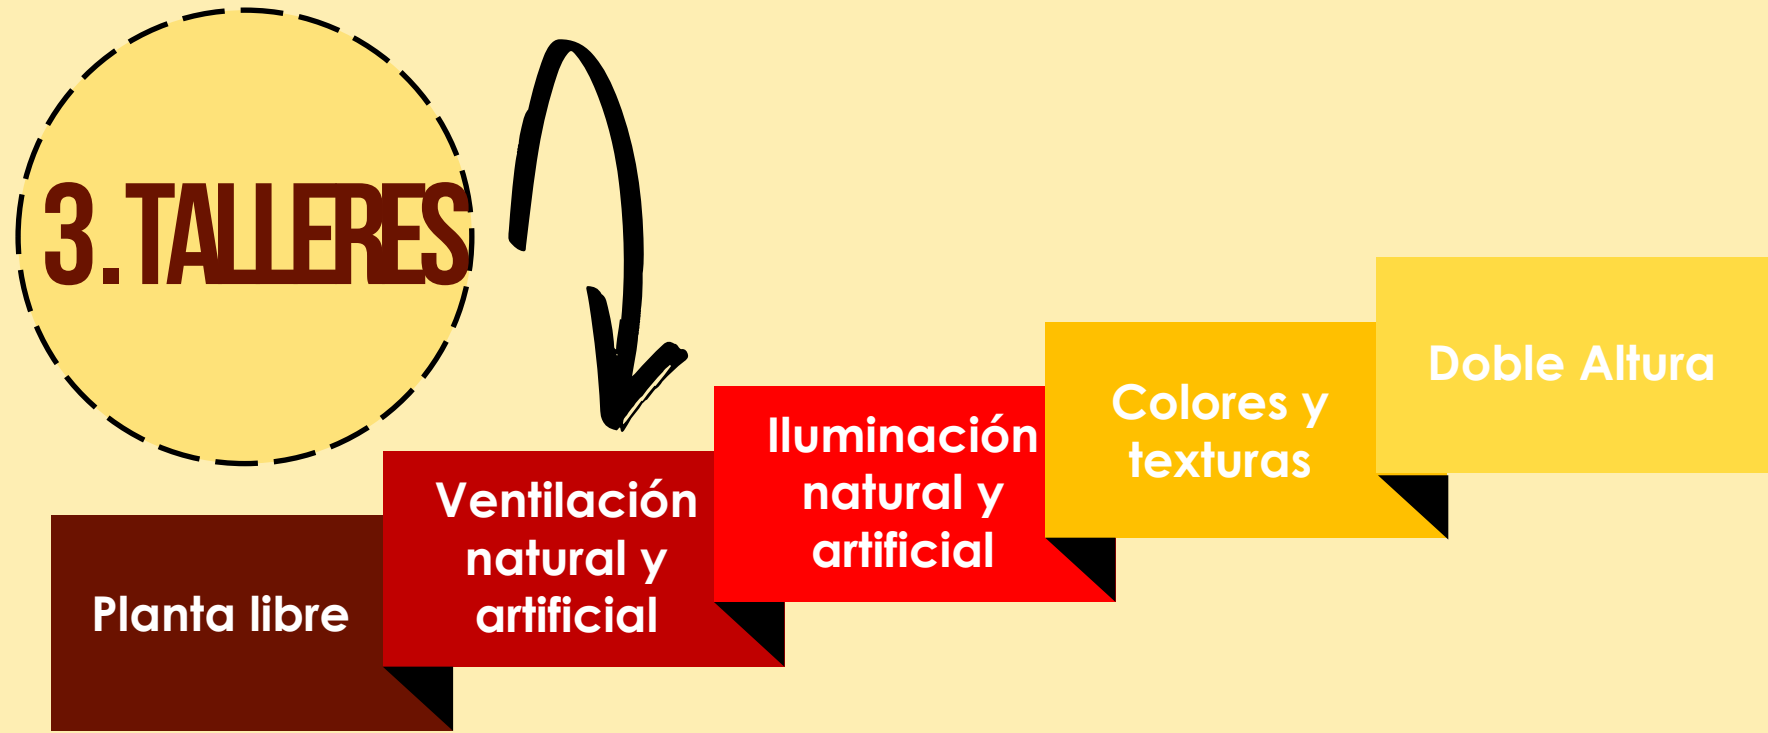 3. TALLERES
Planta libre
Ventilación
natural y
artificial
Iluminación
natural y
artificial
Colores y
texturas
Doble Altura